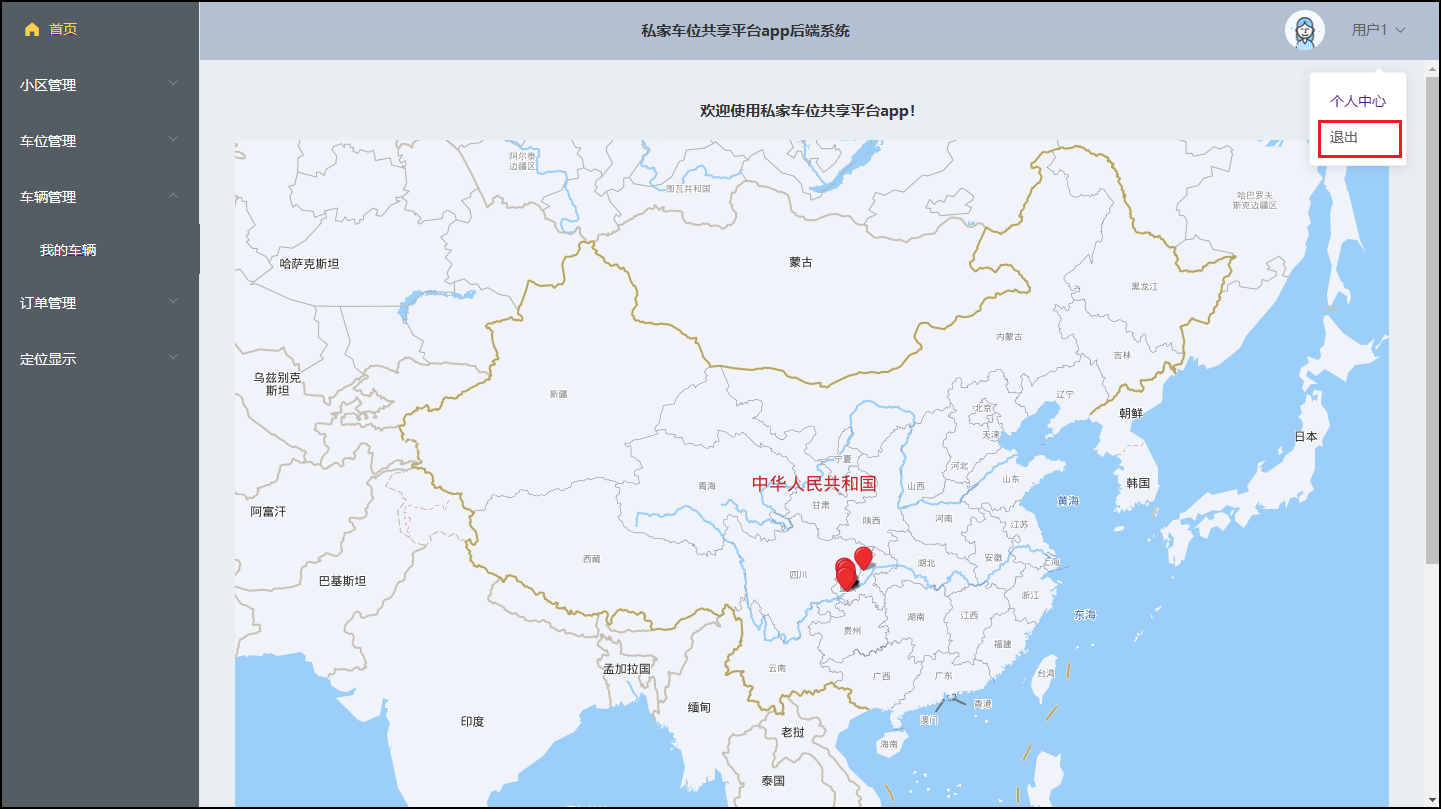 首页
私家车位共享平台app后端系统
用户1
小区管理
车位管理
车辆管理
我的车辆
订单管理
定位显示
个人中心
退出
欢迎使用私家车位共享平台app!
阿尔泰
边疆区
图瓦共和国
哈巴罗夫
斯克边疆区
哈萨克斯坦
蒙古
黑龙江
内蒙古
吉林
乌兹别克
斯坦
新疆
辽宁
北京
朝鲜
天津
日本
宁夏
河北
青海
中华人民共和国
山西
山东
韩国
甘肃
黄海
阿富汗
陕西
河南
江苏
西藏
安徽
上海
四川
湖北
巴基斯坦
浙江
湖南
江西
东海
贵州
福建
孟加拉国
云南
广西
广东
台湾
缅甸
香港
澳门
印度
老挝
海南
泰国